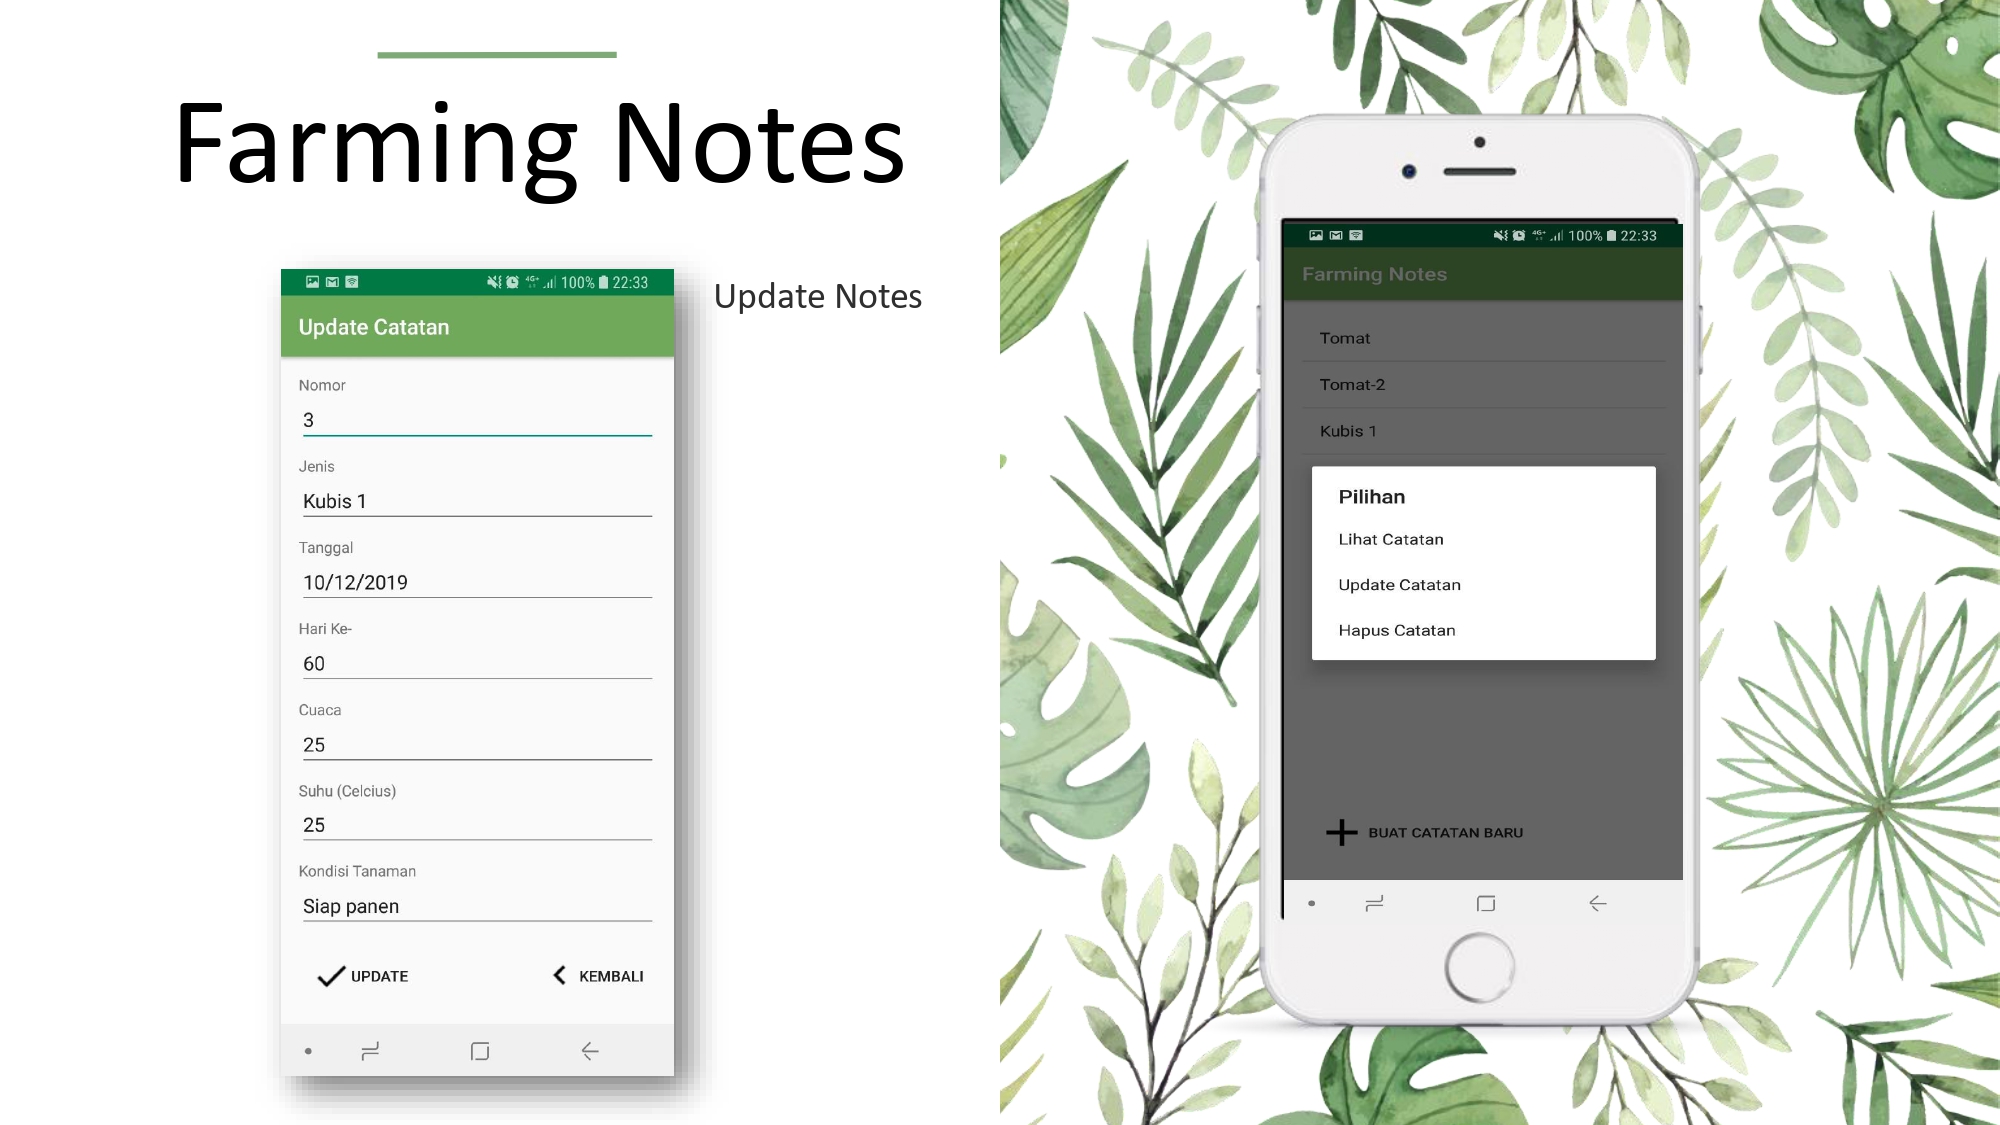 Farming Notes
Update Notes
100% 22:33
Update Catatan
Nomor
3
Jenis
Kubis 1
Tanggal
10/12/2019
Hari Ke-
60
Cuaca
25
Suhu (Celcius)
25
Kondisi Tanaman
Siap panen
UPDATE
KEMBALI
4G+ 100% 22:33
Farming Notes
Tomat
Tomat-2
Kubis 1
Pilihan
Lihat Catatan
Update Catatan
Hapus Catatan
BUAT CATATAN BARU